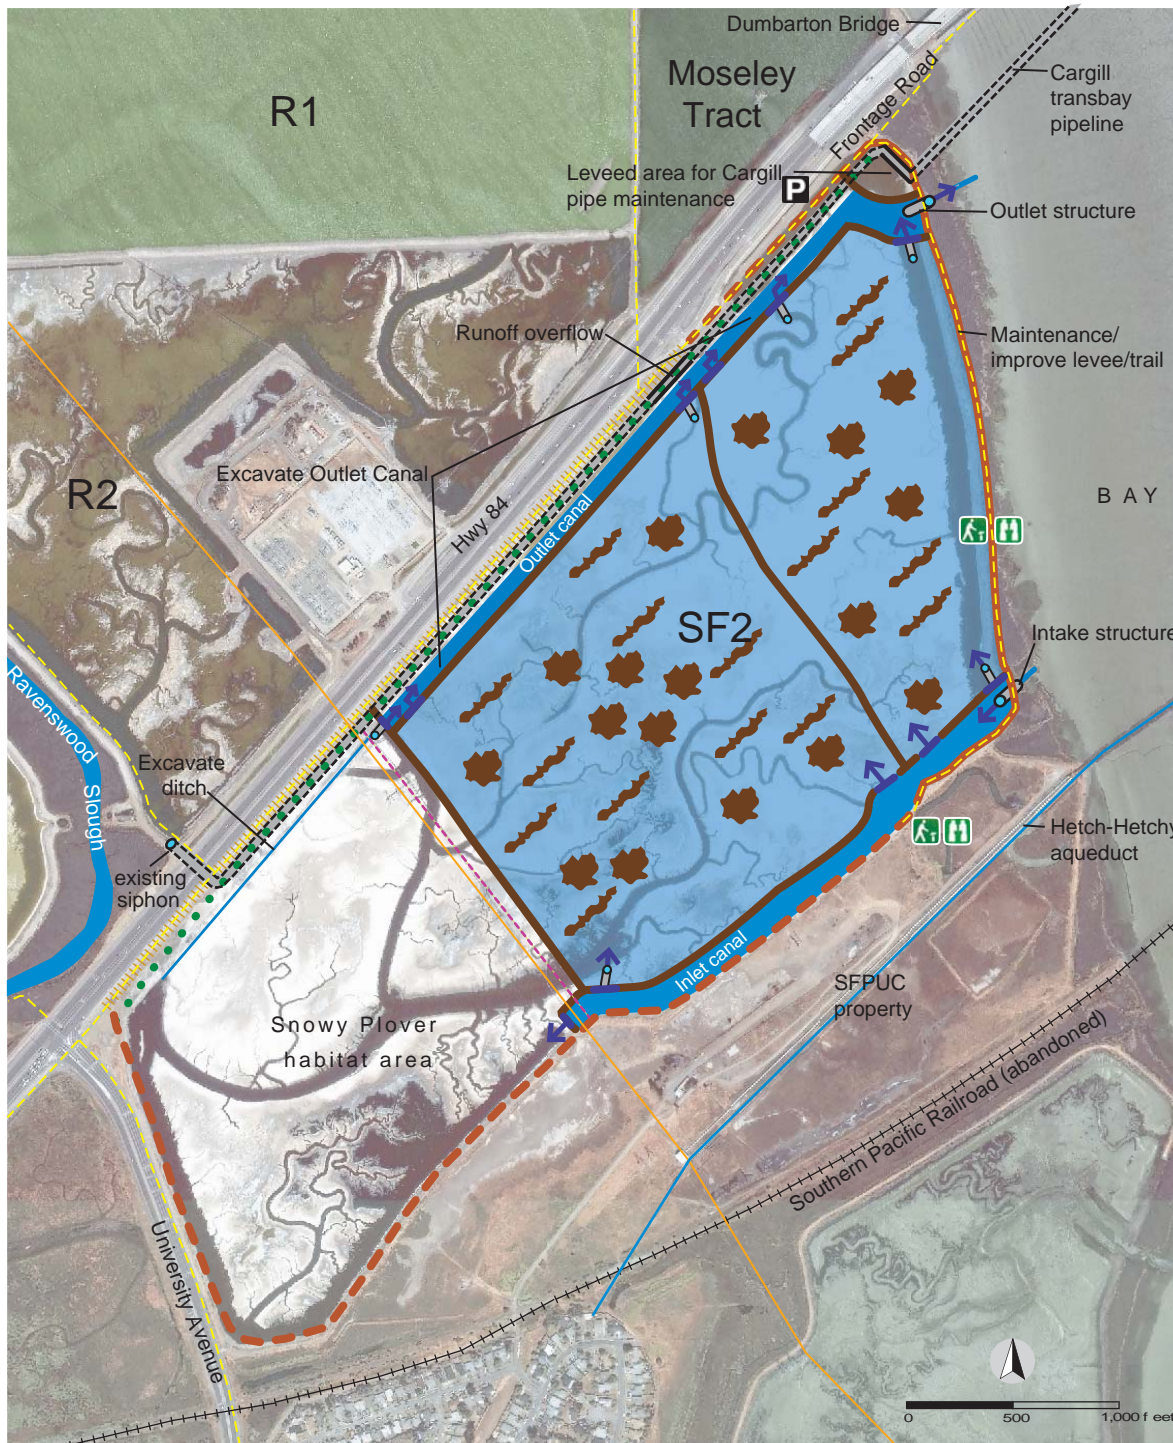 Dumbarton Bridge
R1
Moseley
Tract
Frontage Road
Cargill
transbay
pipeline
Leveed area for Cargill
pipe maintenance
P
Outlet structure
Runoff overflow
Maintenance/
improve levee/trail
Excavate Outlet Canal
R2
Hwy 84
Outlet canal
B A Y
SF2
Intake structure
Ravenswood
Slough
Excavate
ditch
Hetch-Hetchy
aqueduct
existing
siphon
Inlet canal
SFPUC
property
Snowy Plover
habitat area
Southern Pacific Railroad (abandoned)
University Avenue
0 500 1,000 f eet